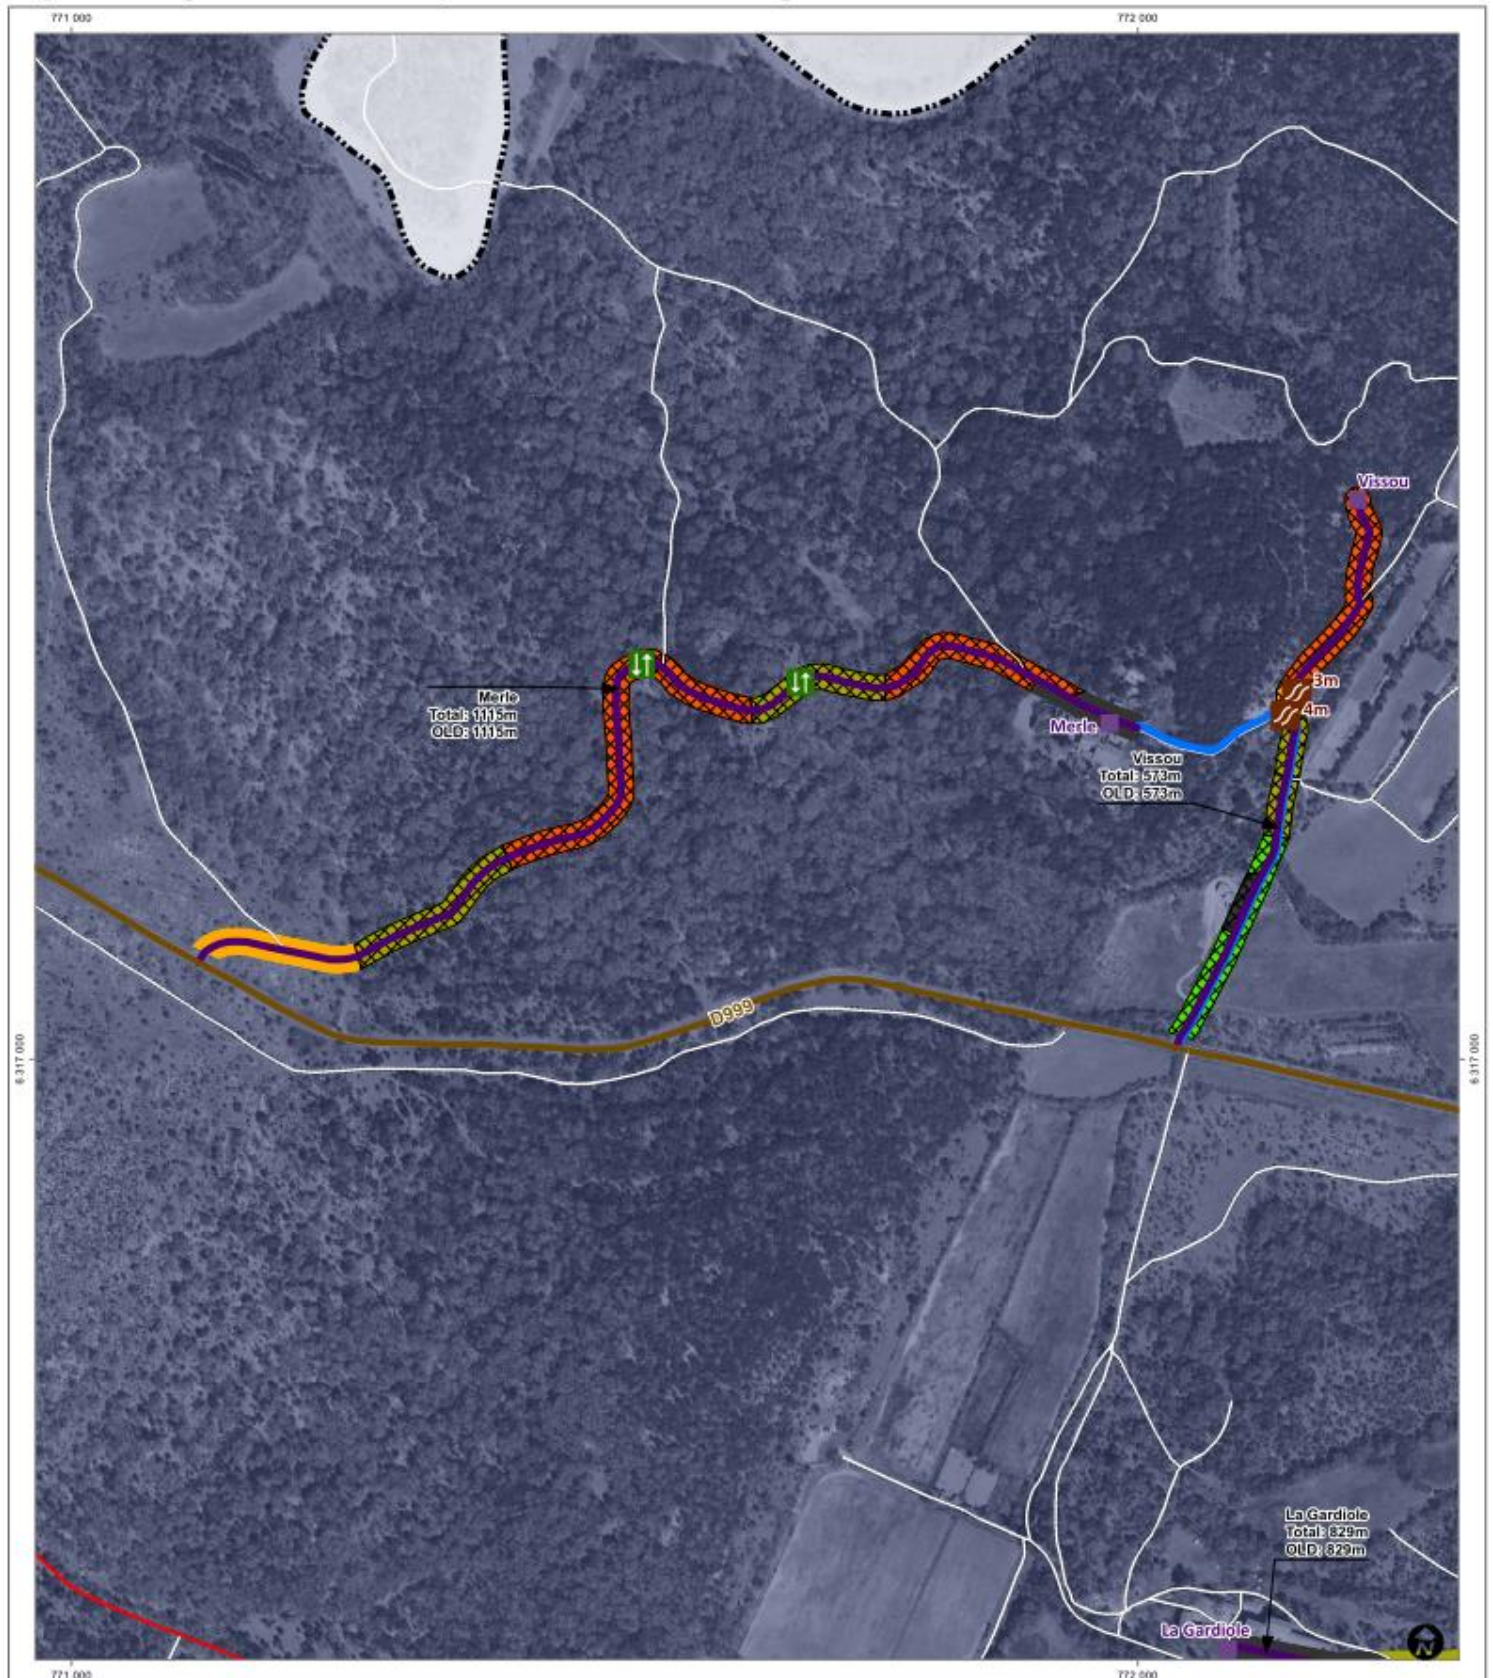 771 000
772 000
Vissou
3m
4m
Merle
Total: 1115m
OLD: 1115m
Merle
Vissou
Total: 573m
OLD: 573m
D999
6 317 000
6 317 000
La Gardiole
Total: 829m
OLD: 829m
La Gardiole
N
771 000
772 000